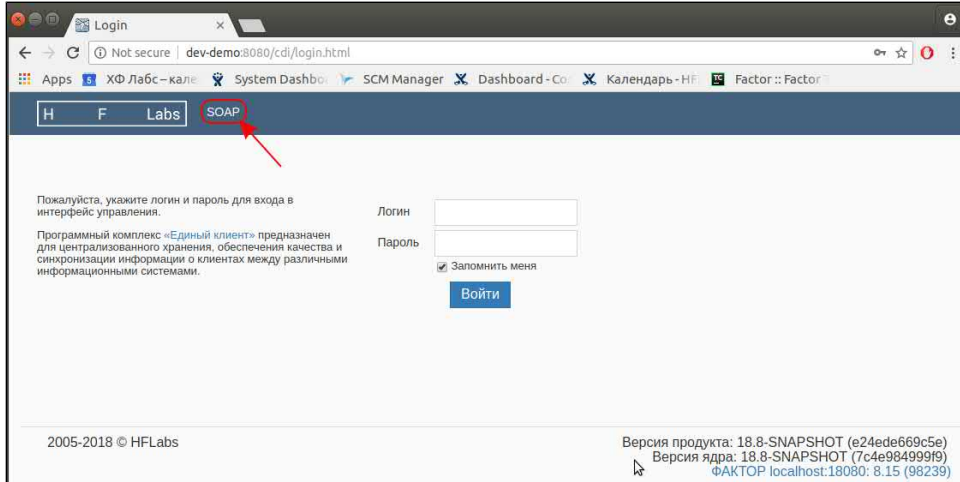 Login
Not secure | dev-demo:8080/cdi/login.html
Apps 5 ХФ Лабс – кале System Dashbo SCM Manager Dashboard - Co Календарь - HF TC Factor :: Factor
H F Labs SOAP
Пожалуйста, укажите логин и пароль для входа в
интерфейс управления.
Программный комплекс «Единый клиент» предназначен
для централизованного хранения, обеспечения качества и
синхронизации информации о клиентах между различными
информационными системами.
Логин
Пароль
Запомнить меня
Войти
2005-2018 © HFLabs
Версия продукта: 18.8-SNAPSHOT (e24ede669c5e)
Версия ядра: 18.8-SNAPSHOT (7c4e984999f9)
ФАКТОР localhost:18080: 8.15 (98239)